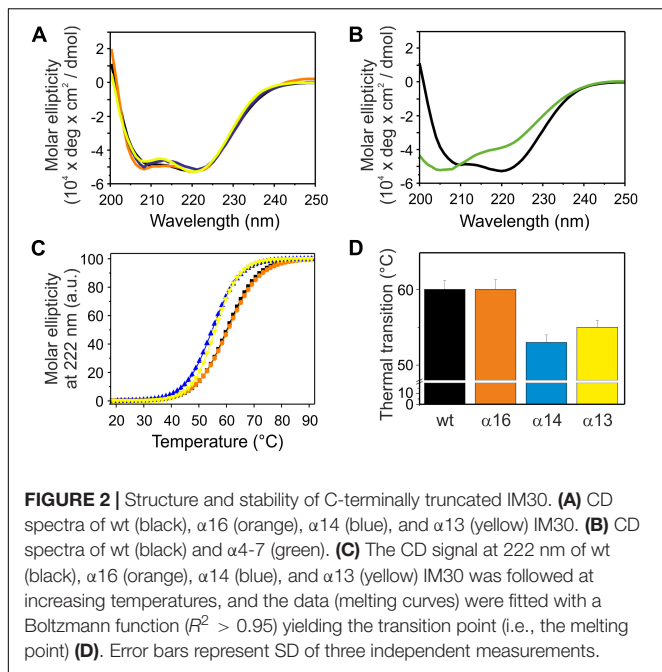 A
Molar ellipticity
(10⁴ x deg x cm² / dmol)
2
0
-2
-4
-6
200 210 220 230 240 250
Wavelength (nm)
B
Molar ellipticity
(10⁴ x deg x cm² / dmol)
2
0
-2
-4
-6
200 210 220 230 240 250
Wavelength (nm)
C
Molar ellipticity
at 222 nm (a.u.)
100
80
60
40
20
0
20 30 40 50 60 70 80 90
Temperature (°C)
D
Thermal transition (°C)
60
50
10
0
wt α16 α14 α13
FIGURE 2 | Structure and stability of C-terminally truncated IM30. (A) CD
spectra of wt (black), α16 (orange), α14 (blue), and α13 (yellow) IM30. (B) CD
spectra of wt (black) and α4-7 (green). (C) The CD signal at 222 nm of wt
(black), α16 (orange), α14 (blue), and α13 (yellow) IM30 was followed at
increasing temperatures, and the data (melting curves) were fitted with a
Boltzmann function (R² > 0.95) yielding the transition point (i.e., the melting
point) (D). Error bars represent SD of three independent measurements.